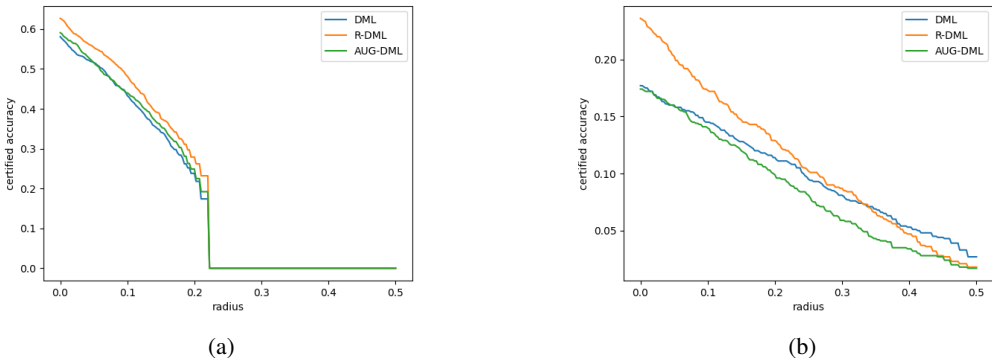 DML
R-DML
AUG-DML
certified accuracy
0.6
0.5
0.4
0.3
0.2
0.1
0.0
0.0 0.1 0.2 0.3 0.4 0.5
radius
(a)
DML
R-DML
AUG-DML
certified accuracy
0.20
0.15
0.10
0.05
0.0 0.1 0.2 0.3 0.4 0.5
radius
(b)